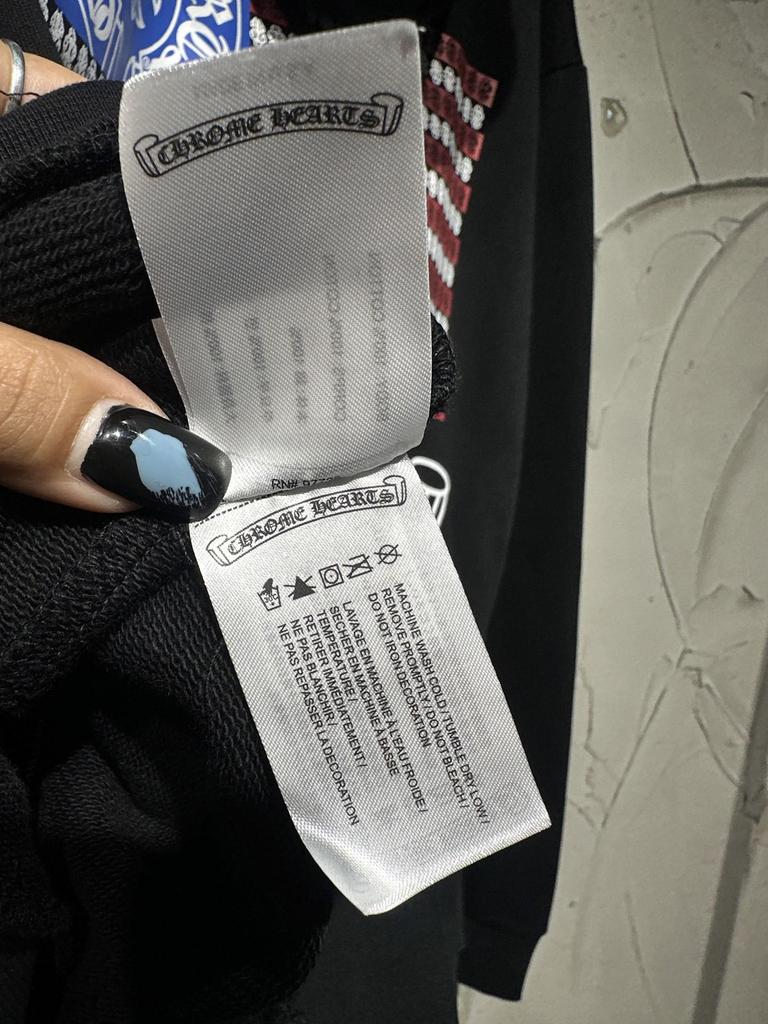 CHROME HEARTS
CHROME HEARTS
MACHINE WASH COLD / TUMBLE DRY LOW /
REMOVE PROMPTLY / DO NOT BLEACH /
DO NOT IRON DECORATION
LAVAGE EN MACHINE À L'EAU FROIDE /
SECHER EN MACHINE À BASSE
TEMPERATURE /
RETIRER IMMÉDIATEMENT /
NE PAS BLANCHIR /
NE PAS REPASSER LA DECORATION